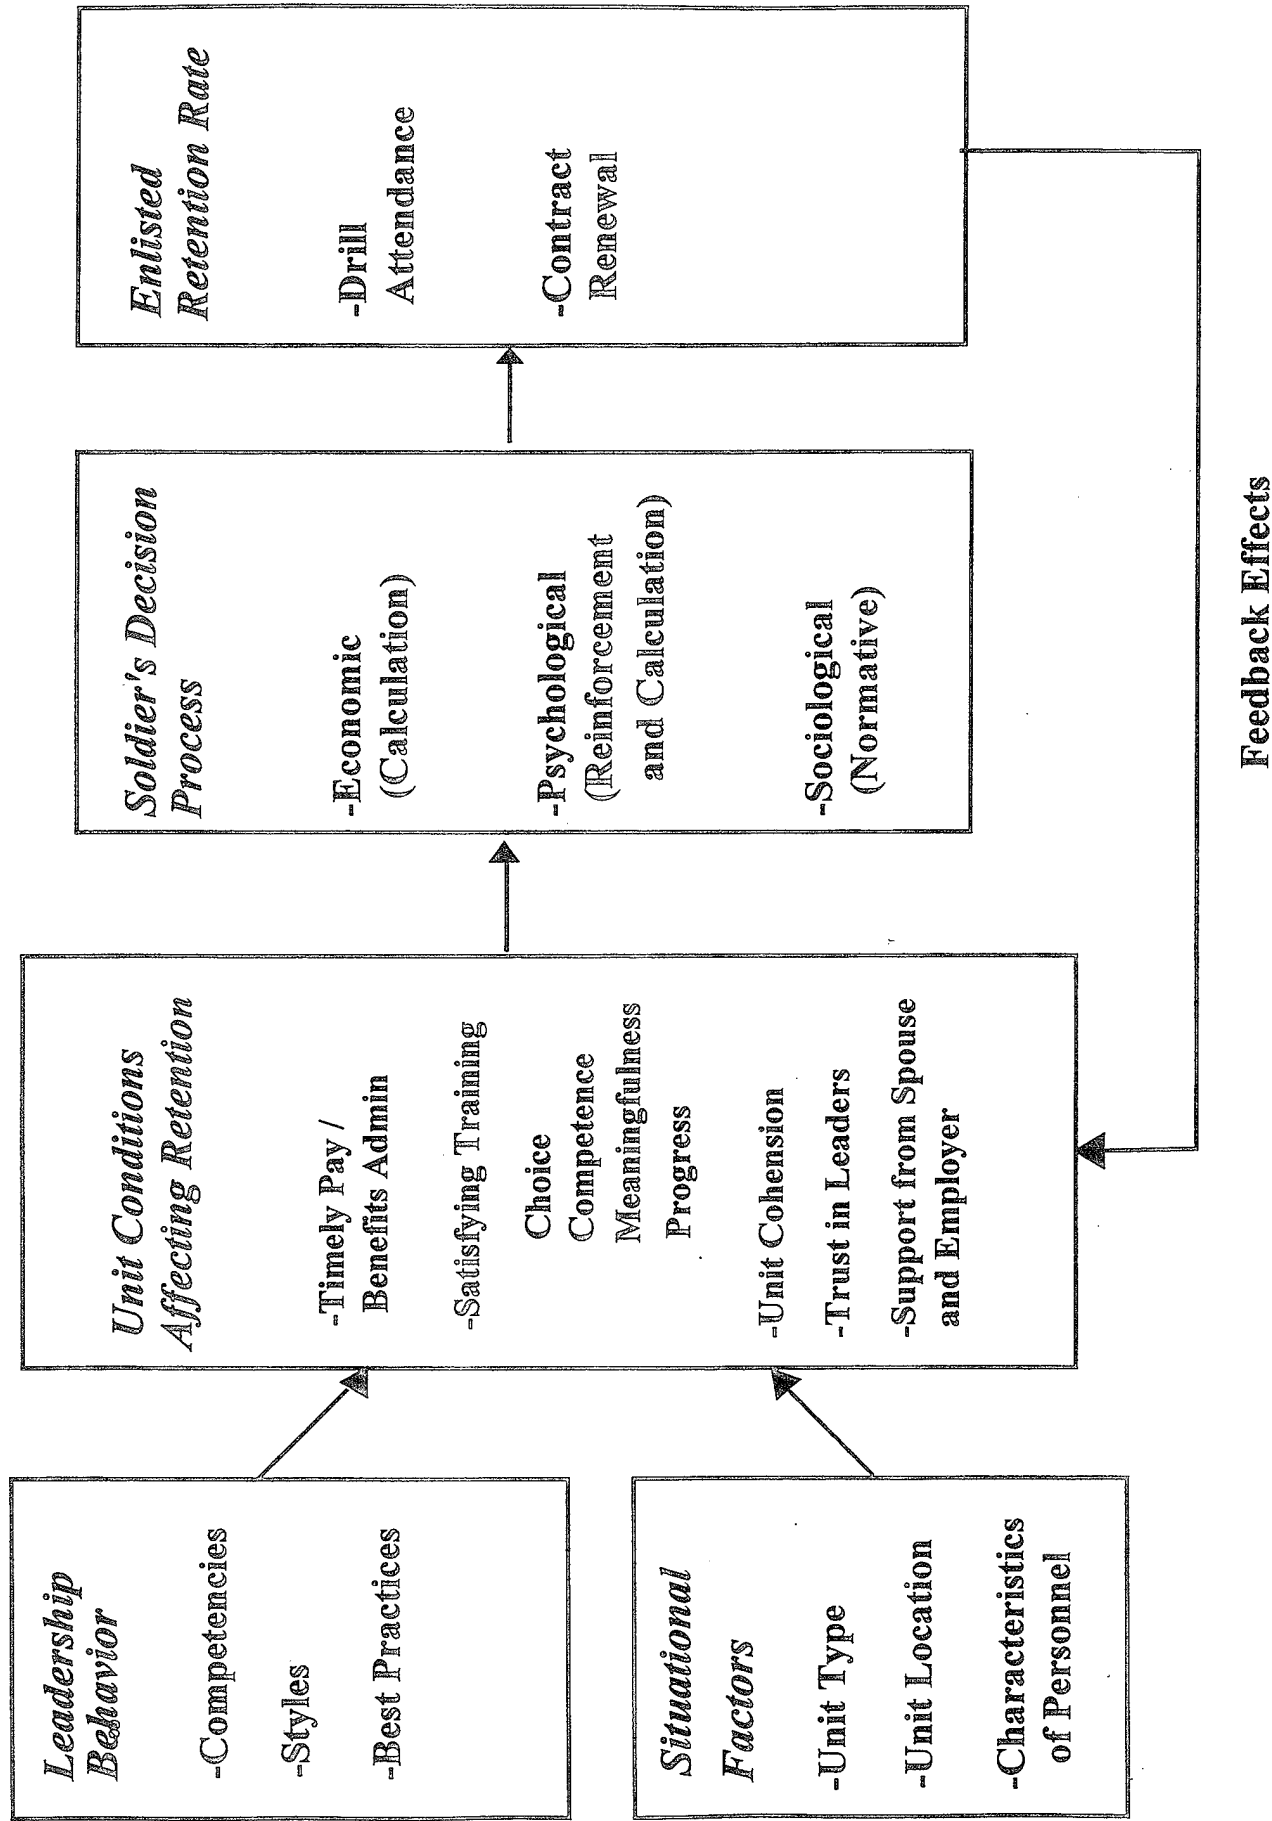 Leadership
Behavior
-Competencies
-Styles
-Best Practices
Situational
Factors
-Unit Type
-Unit Location
-Characteristics
of Personnel
Unit Conditions
Affecting Retention
-Timely Pay /
Benefits Admin
-Satisfying Training
Choice
Competence
Meaningfulness
Progress
-Unit Cohension
-Trust in Leaders
-Support from Spouse
and Employer
Soldier's Decision
Process
-Economic
(Calculation)
-Psychological
(Reinforcement
and Calculation)
-Sociological
(Normative)
Enlisted
Retention Rate
-Drill
Attendance
-Contract
Renewal
Feedback Effects